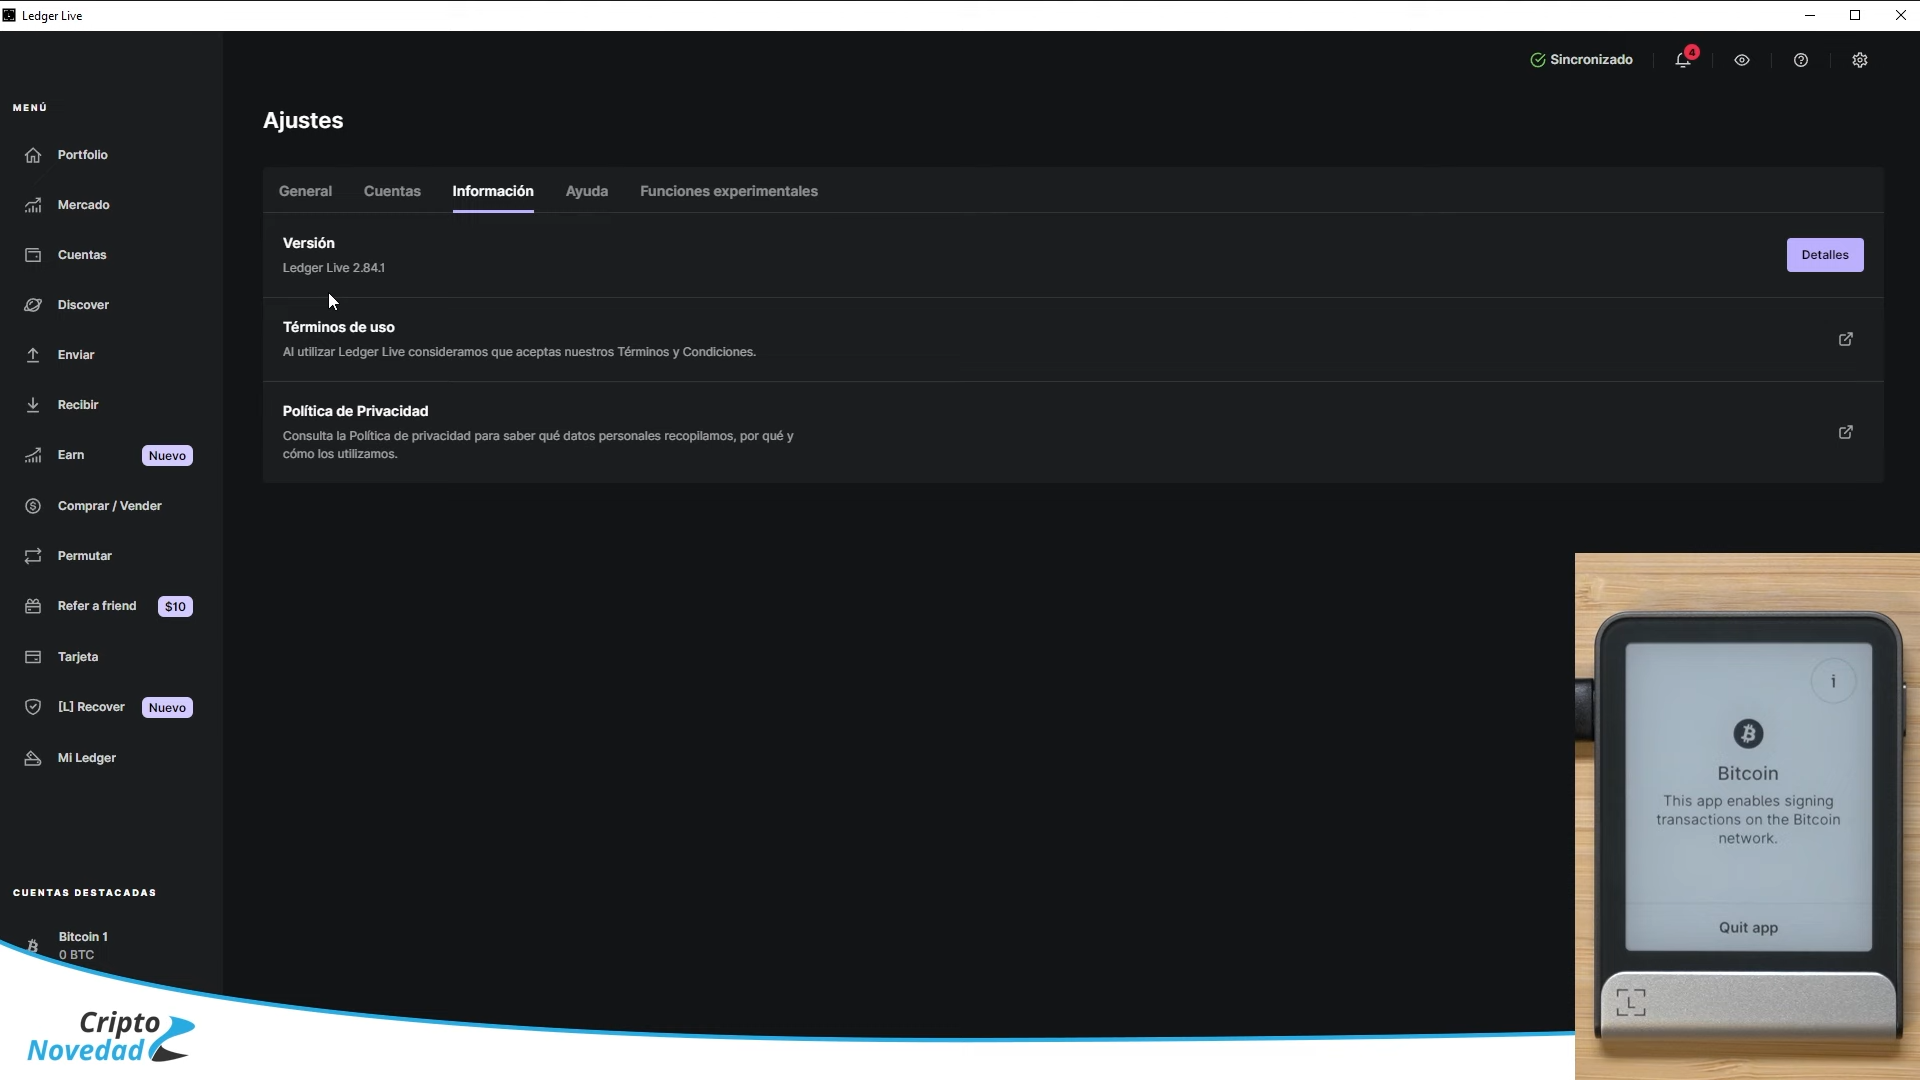 Ledger Live
Sincronizado
4
MENÚ
Portfolio
Mercado
Cuentas
Discover
Enviar
Recibir
Earn Nuevo
Comprar / Vender
Permutar
Refer a friend $10
Tarjeta
[L] Recover Nuevo
Mi Ledger
CUENTAS DESTACADAS
Bitcoin 1
0 BTC
Ajustes
General Cuentas Información Ayuda Funciones experimentales
Versión
Ledger Live 2.84.1
Detalles
Términos de uso
Al utilizar Ledger Live consideramos que aceptas nuestros Términos y Condiciones.
Política de Privacidad
Consulta la Política de privacidad para saber qué datos personales recopilamos, por qué y
cómo los utilizamos.
i
Bitcoin
This app enables signing
transactions on the Bitcoin
network.
Quit app
L
Cripto
Novedad